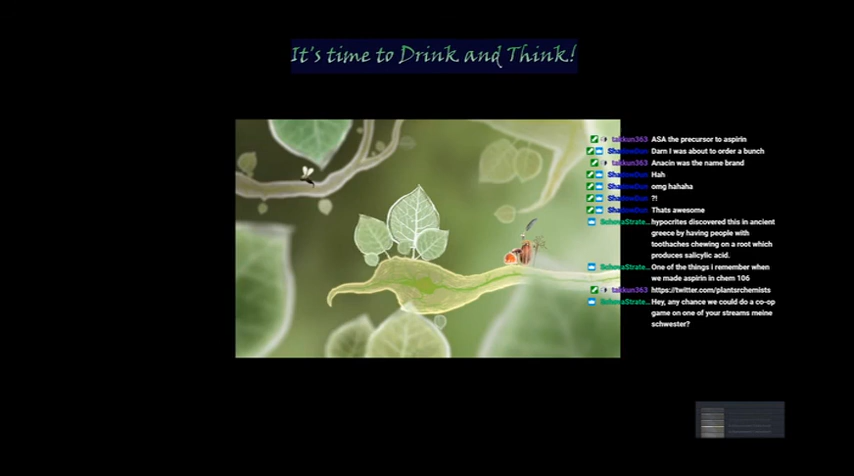 It's time to Drink and Think!
takkun363 ASA the precursor to aspirin
Darn I was about to order a bunch
takkun363 Anacin was the name brand
Hah
omg hahaha
?!
Thats awesome
hypocrites discovered this in ancient
greece by having people with
toothaches chewing on a root which
produces salicylic acid.
One of the things i remember when
we made aspirin in chem 106
takkun363 https://twitter.com/plantsrchemists
Hey, any chance we could do a co-op
game on one of your streams meine
schwester?